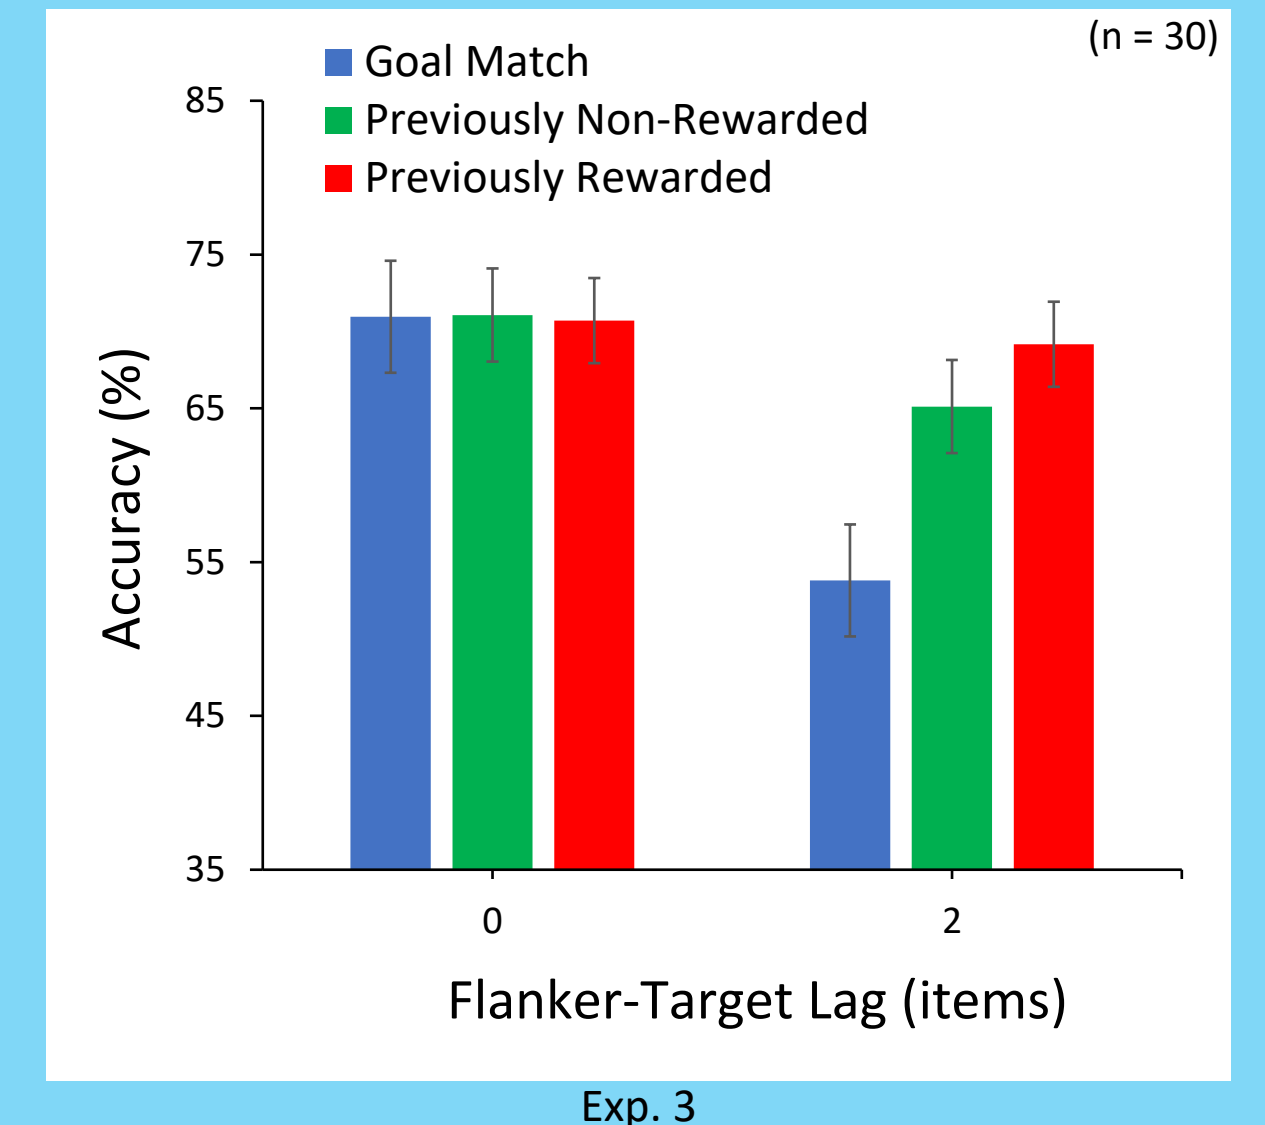 (n = 30)
Goal Match
Previously Non-Rewarded
Previously Rewarded
85
75
65
55
45
35
Accuracy (%)
0
2
Flanker-Target Lag (items)
Exp. 3